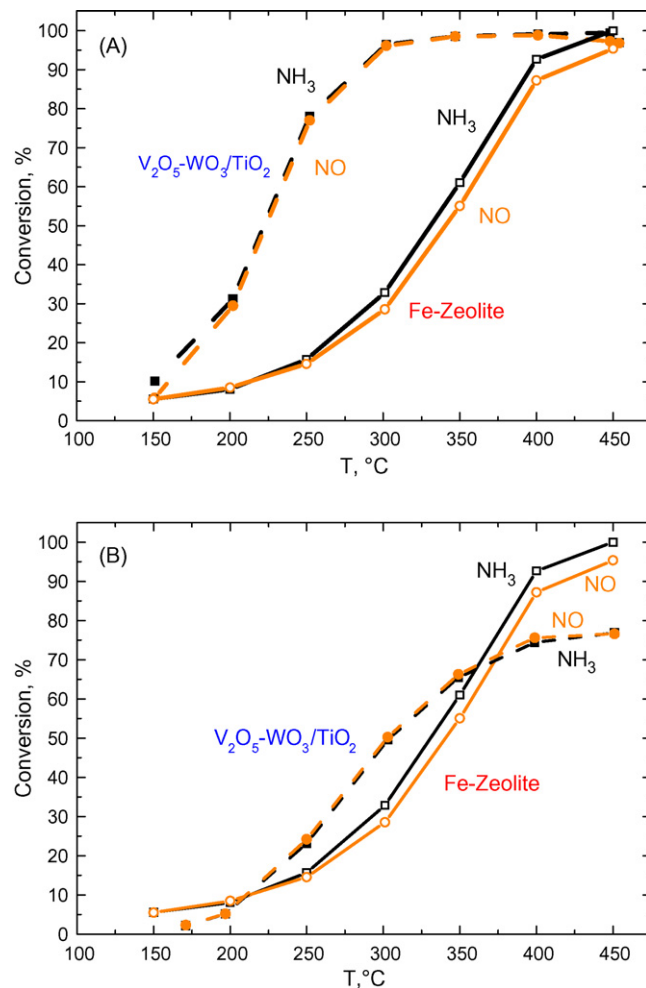 (A)
100
90
80
70
60
50
40
30
20
10
0
Conversion, %
NH₃
V₂O₅-WO₃/TiO₂
NO
NH₃
NO
Fe-Zeolite
100 150 200 250 300 350 400 450
T, °C
(B)
100
90
80
70
60
50
40
30
20
10
0
Conversion, %
NH₃
NO
NO
NH₃
V₂O₅-WO₃/TiO₂
Fe-Zeolite
100 150 200 250 300 350 400 450
T,°C